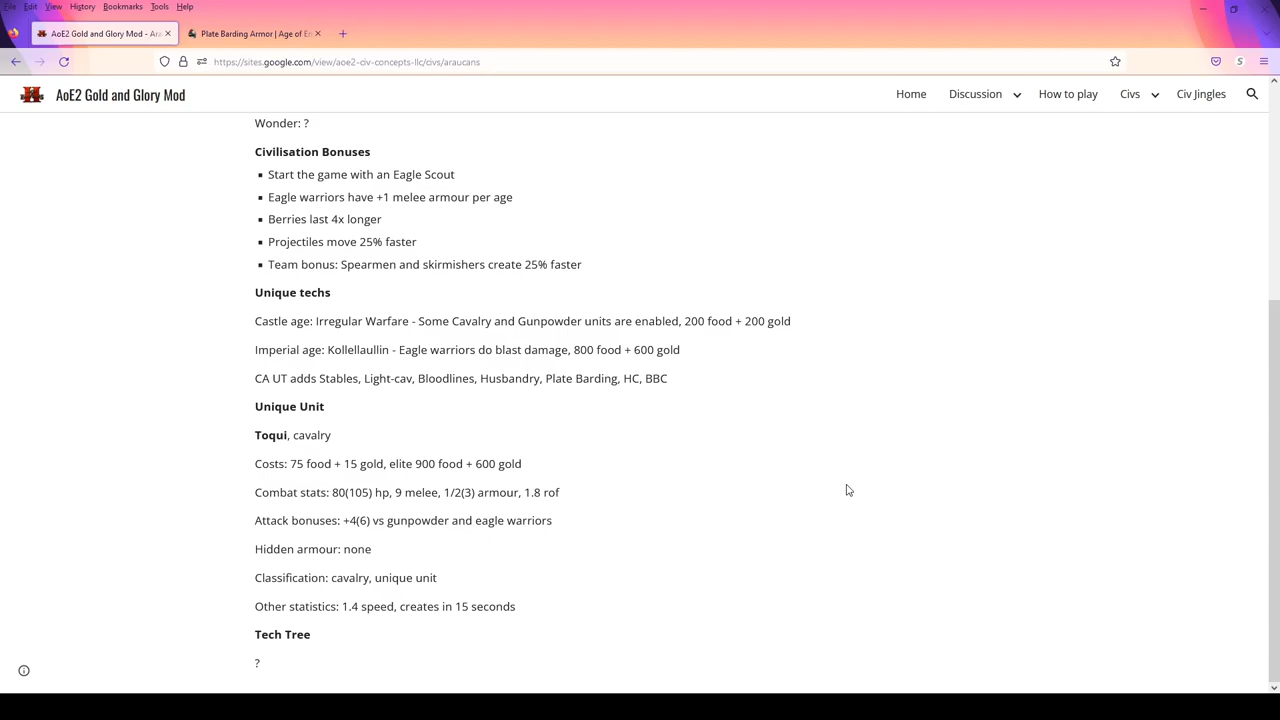 File Edit View History Bookmarks Tools Help
AoE2 Gold and Glory Mod - Ara
Plate Barding Armor | Age of Em
https://sites.google.com/view/aoe2-civ-concepts-llc/civs/araucans
AoE2 Gold and Glory Mod
Home Discussion How to play Civs Civ Jingles
Wonder: ?
Civilisation Bonuses
Start the game with an Eagle Scout
Eagle warriors have +1 melee armour per age
Berries last 4x longer
Projectiles move 25% faster
Team bonus: Spearmen and skirmishers create 25% faster
Unique techs
Castle age: Irregular Warfare - Some Cavalry and Gunpowder units are enabled, 200 food + 200 gold
Imperial age: Kollellaullin - Eagle warriors do blast damage, 800 food + 600 gold
CA UT adds Stables, Light-cav, Bloodlines, Husbandry, Plate Barding, HC, BBC
Unique Unit
Toqui, cavalry
Costs: 75 food + 15 gold, elite 900 food + 600 gold
Combat stats: 80(105) hp, 9 melee, 1/2(3) armour, 1.8 rof
Attack bonuses: +4(6) vs gunpowder and eagle warriors
Hidden armour: none
Classification: cavalry, unique unit
Other statistics: 1.4 speed, creates in 15 seconds
Tech Tree
?